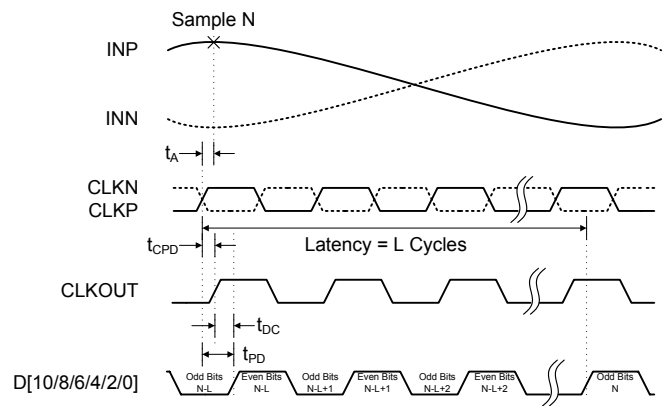 Sample N
INP
INN
tA
CLKN
CLKP
tCPD
Latency = L Cycles
CLKOUT
tDC
tPD
D[10/8/6/4/2/0]
Odd Bits
N-L
Even Bits
N-L
Odd Bits
N-L+1
Even Bits
N-L+1
Odd Bits
N-L+2
Even Bits
N-L+2
Odd Bits
N